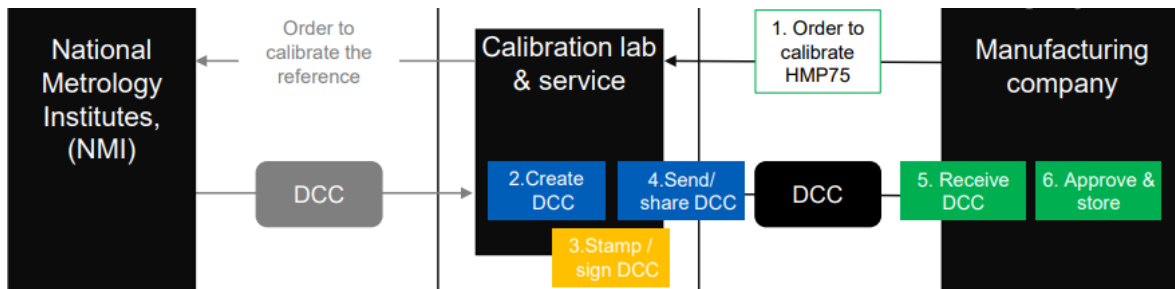 National
Metrology
Institutes,
(NMI)
Order to
calibrate the
reference
Calibration lab
& service
1. Order to
calibrate
HMP75
Manufacturing
company
DCC
2.Create
DCC
3.Stamp /
sign DCC
4.Send/
share DCC
DCC
5. Receive
DCC
6. Approve &
store